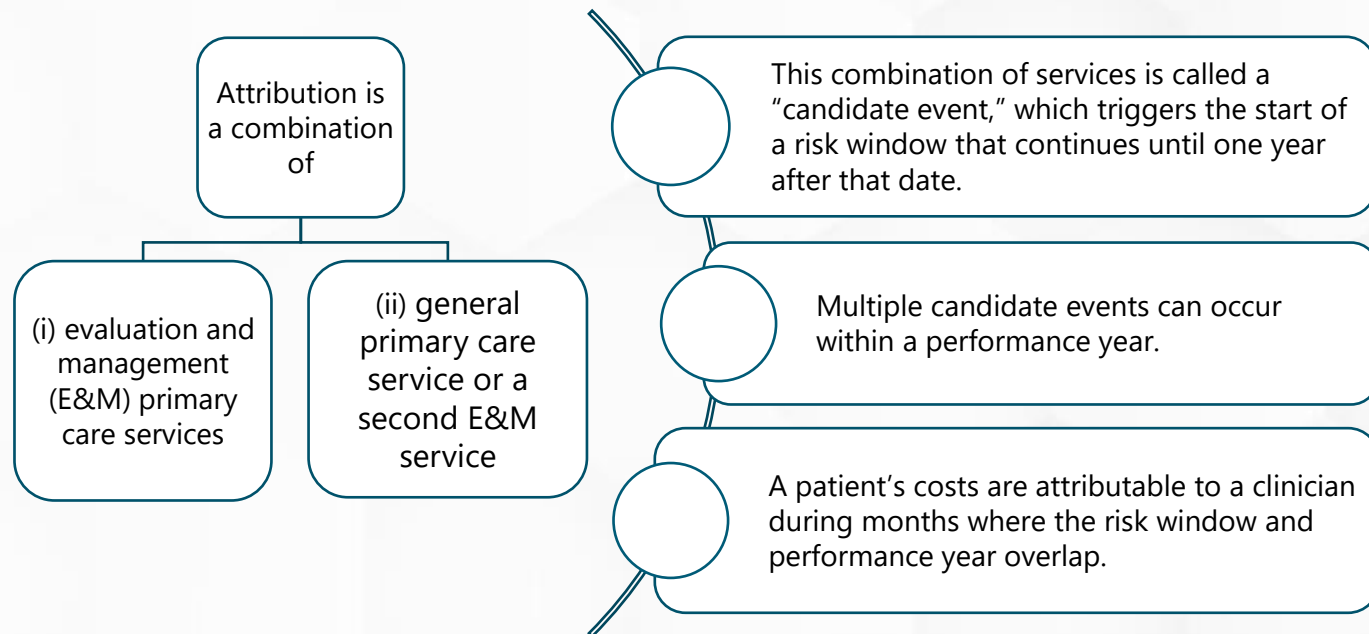 Attribution is
a combination
of
(i) evaluation and
management
(E&M) primary
care services
(ii) general
primary care
service or a
second E&M
service
This combination of services is called a
“candidate event,” which triggers the start of
a risk window that continues until one year
after that date.
Multiple candidate events can occur
within a performance year.
A patient’s costs are attributable to a clinician
during months where the risk window and
performance year overlap.